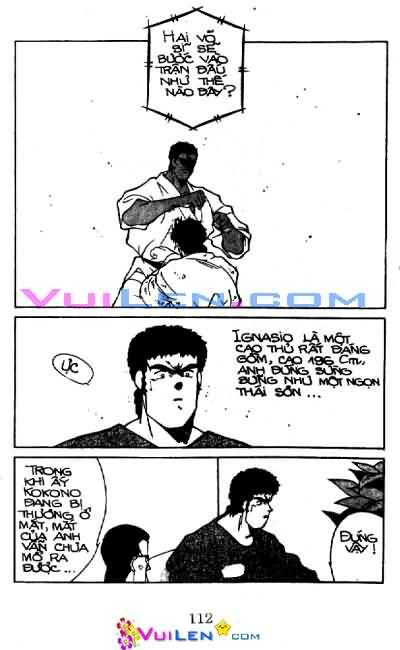 HAI VÕ
SĨ SẼ
BƯỚC VÀO
TRẬN ĐẤU
NHƯ THẾ
NÀO ĐÂY?
VUILEN.COM
IGNASIO LÀ MỘT
CAO THỦ RẤT ĐÁNG
GỜM, CAO 196 Cm,
ANH ĐỨNG SỪNG
SỮNG NHƯ MỘT NGỌN
THÁI SƠN ...
ỰC
TRONG
KHI ẤY
KOKONO
ĐANG BỊ
THƯƠNG Ở
MẮT, MẮT
CỦA ANH
VẪN CHƯA
MỞ RA
ĐƯỢC ...
ĐÚNG
VẬY!
112
VUILEN.COM